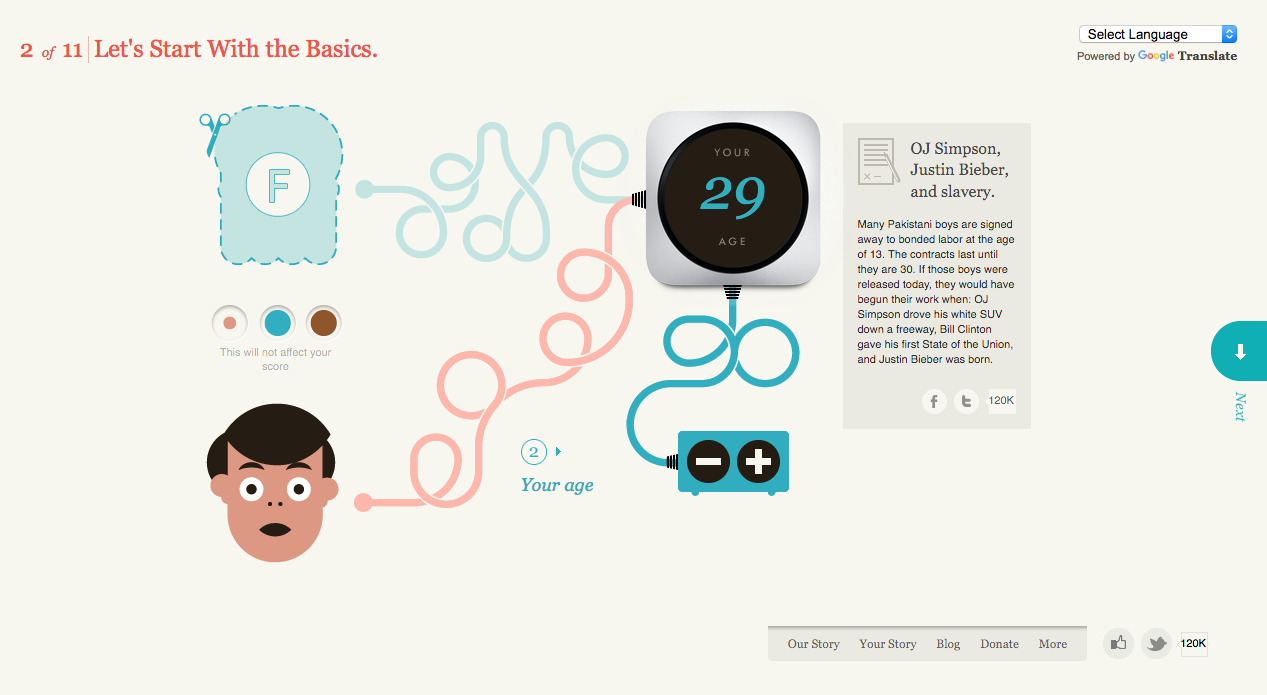 2 of 11 Let's Start With the Basics.
Select Language
Powered by Google Translate
F
This will not affect your
score
YOUR
29
AGE
OJ Simpson,
Justin Bieber,
and slavery.
Many Pakistani boys are signed
away to bonded labor at the age
of 13. The contracts last until
they are 30. If those boys were
released today, they would have
begun their work when: OJ
Simpson drove his white SUV
down a freeway, Bill Clinton
gave his first State of the Union,
and Justin Bieber was born.
120K
Next
2
Your age
Our Story Your Story Blog Donate More
120K